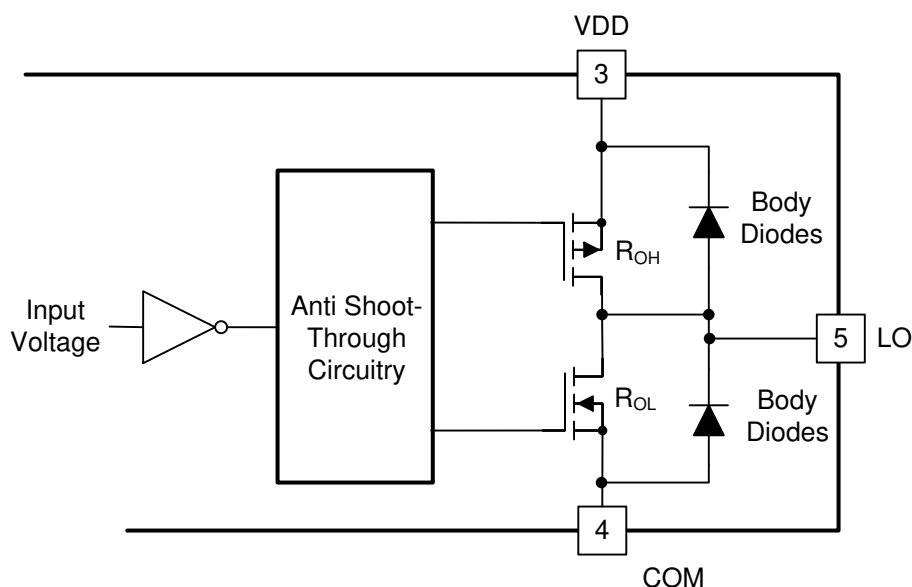 VDD
3
Body
Diodes
R_OH
Input
Voltage
Anti Shoot-
Through
Circuitry
5
LO
R_OL
Body
Diodes
4
COM